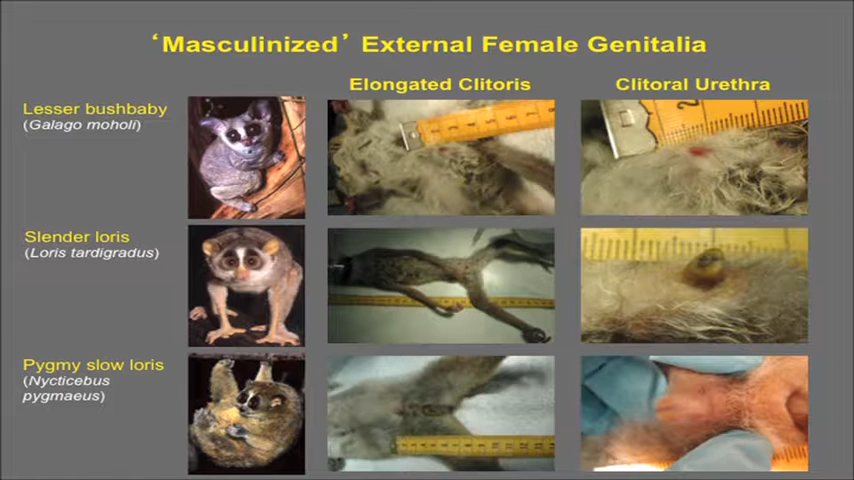 ‘Masculinized’ External Female Genitalia
Elongated Clitoris
Clitoral Urethra
Lesser bushbaby
(Galago moholi)
Slender loris
(Loris tardigradus)
Pygmy slow loris
(Nycticebus
pygmaeus)